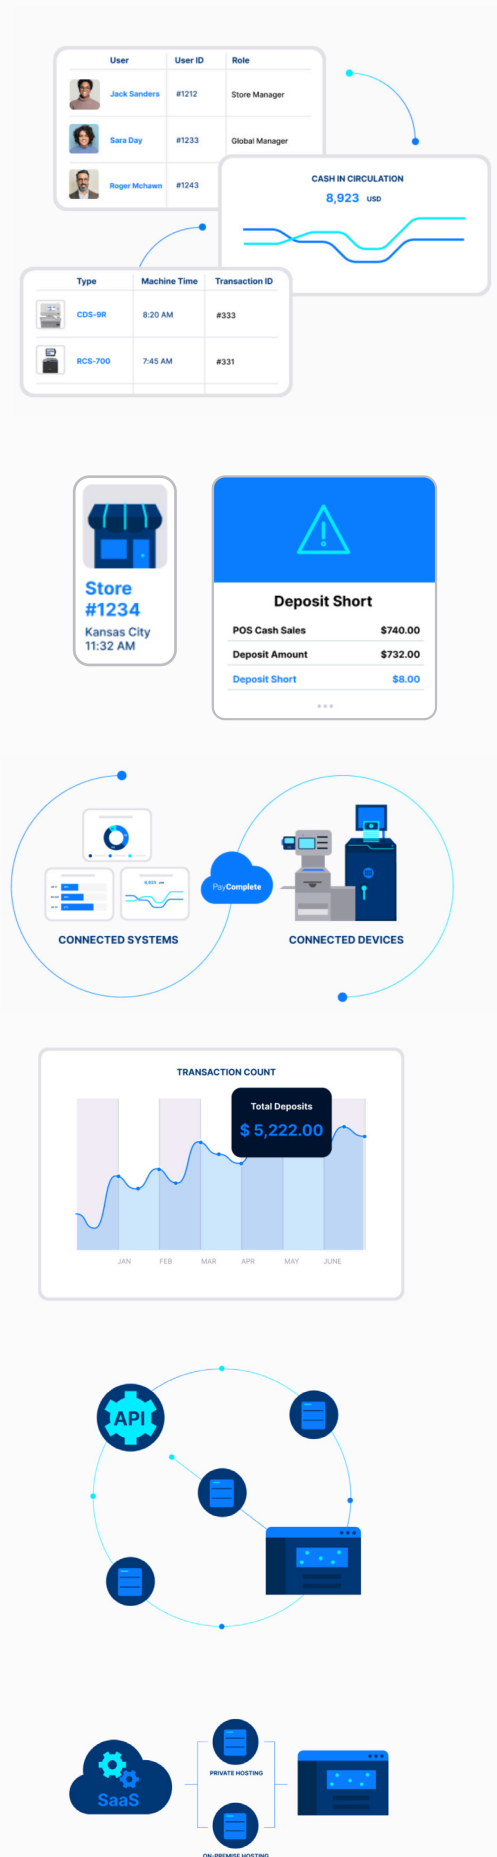 User User ID Role
Jack Sanders #1212 Store Manager
Sara Day #1233 Global Manager
Roger Mchawn #1243
CASH IN CIRCULATION
8,923 USD
Type Machine Time Transaction ID
CDS-9R 8:20 AM #333
RCS-700 7:45 AM #331
Store
#1234
Kansas City
11:32 AM
Deposit Short
POS Cash Sales $740.00
Deposit Amount $732.00
Deposit Short $8.00
8,923
PayComplete
CONNECTED SYSTEMS
CONNECTED DEVICES
TRANSACTION COUNT
Total Deposits
$ 5,222.00
JAN FEB MAR APR MAY JUNE
API
SaaS
PRIVATE HOSTING
ON-PREMISE HOSTING